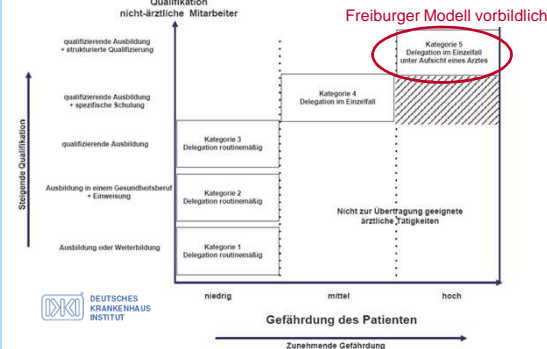 Qualifikation
nicht-ärztliche Mitarbeiter
Freiburger Modell vorbildlich
qualifizierende Ausbildung
+ strukturierte Qualifizierung
Kategorie 5
Delegation im Einzelfall
unter Aufsicht eines Arztes
qualifizierende Ausbildung
+ spezifische Schulung
Kategorie 4
Delegation im Einzelfall
Steigende Qualifikation
qualifizierende Ausbildung
Kategorie 3
Delegation routinemäßig
Ausbildung in einem Gesundheitsberuf
+ Einweisung
Kategorie 2
Delegation routinemäßig
Nicht zur Übertragung geeignete
ärztliche Tätigkeiten
Ausbildung oder Weiterbildung
Kategorie 1
Delegation routinemäßig
niedrig
mittel
hoch
DKI
DEUTSCHES
KRANKENHAUS
INSTITUT
Gefährdung des Patienten
Zunehmende Gefährdung